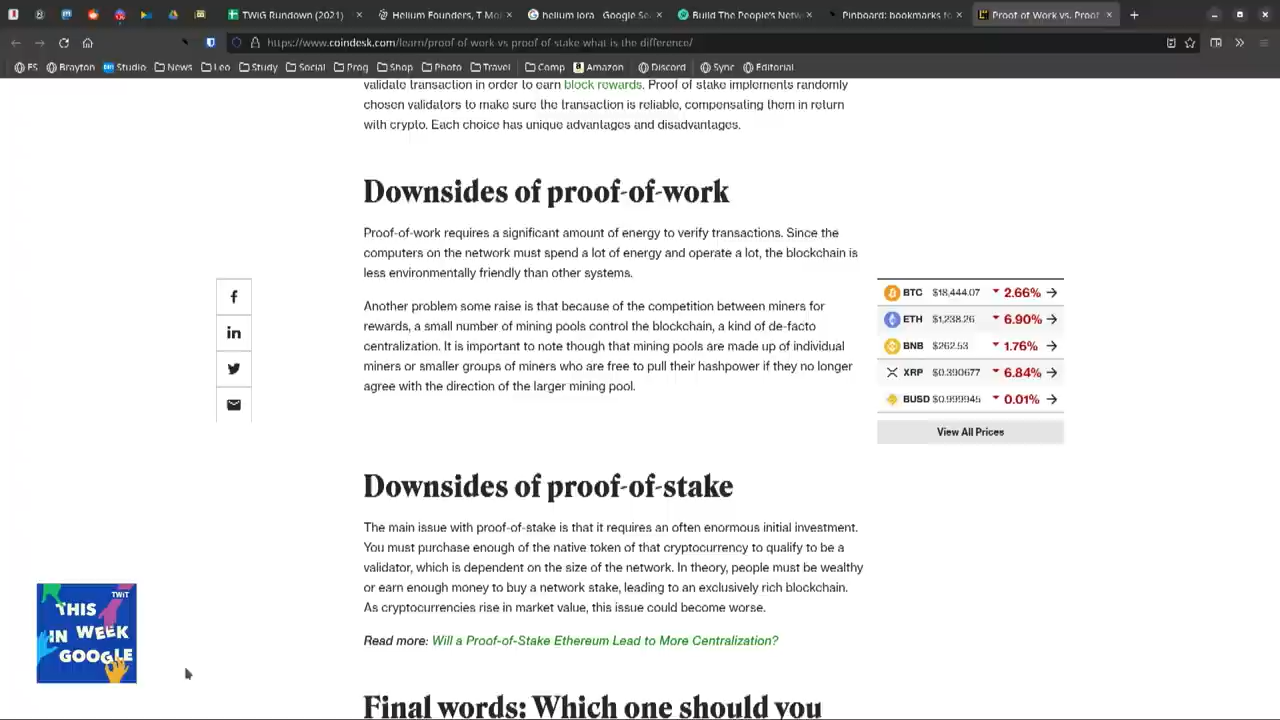 TWiG Rundown (2021)
Helium Founders, T Mo
helium lora - Google Se
Build The People's Netw
Pinboard: bookmarks fo
Proof of Work vs. Proof
https://www.coindesk.com/learn/proof-of-work-vs-proof-of-stake-what-is-the-difference/
FS Brayton Studio News Leo Study Social Prog Shop Photo Travel Comp Amazon Discord Sync Editorial
validate transaction in order to earn block rewards. Proof of stake implements randomly
chosen validators to make sure the transaction is reliable, compensating them in return
with crypto. Each choice has unique advantages and disadvantages.
Downsides of proof-of-work
Proof-of-work requires a significant amount of energy to verify transactions. Since the
computers on the network must spend a lot of energy and operate a lot, the blockchain is
less environmentally friendly than other systems.
Another problem some raise is that because of the competition between miners for
rewards, a small number of mining pools control the blockchain, a kind of de-facto
centralization. It is important to note though that mining pools are made up of individual
miners or smaller groups of miners who are free to pull their hashpower if they no longer
agree with the direction of the larger mining pool.
BTC $18,444.07 2.66%
ETH $1,238.26 6.90%
BNB $262.53 1.76%
XRP $0.390677 6.84%
BUSD $0.999945 0.01%
View All Prices
Downsides of proof-of-stake
The main issue with proof-of-stake is that it requires an often enormous initial investment.
You must purchase enough of the native token of that cryptocurrency to qualify to be a
validator, which is dependent on the size of the network. In theory, people must be wealthy
or earn enough money to buy a network stake, leading to an exclusively rich blockchain.
As cryptocurrencies rise in market value, this issue could become worse.
Read more: Will a Proof-of-Stake Ethereum Lead to More Centralization?
TWiT
THIS
IN WEEK
GOOGLE
Final words: Which one should you